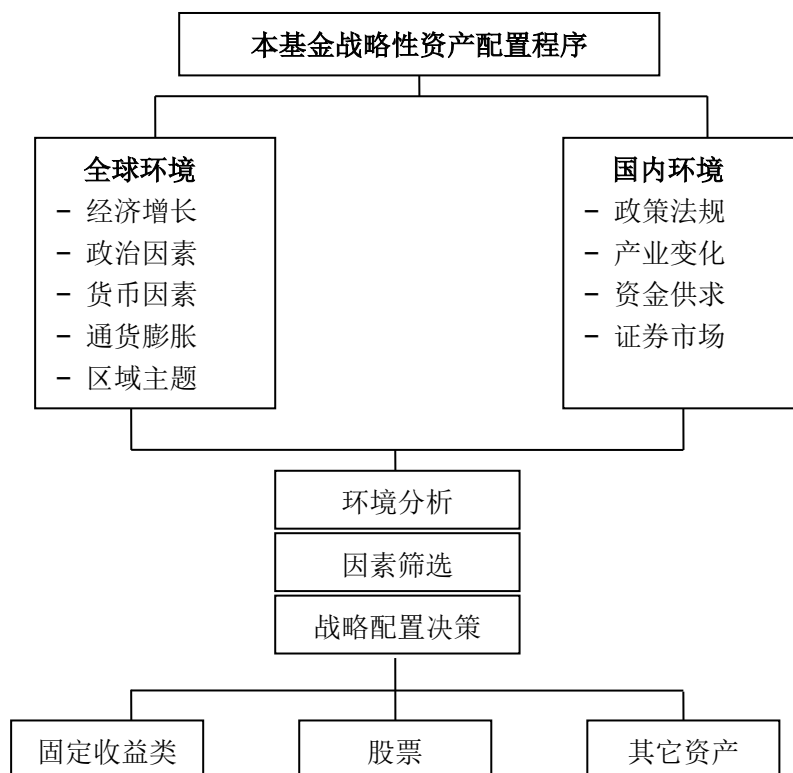 本基金战略性资产配置程序
全球环境
– 经济增长
– 政治因素
– 货币因素
– 通货膨胀
– 区域主题
国内环境
– 政策法规
– 产业变化
– 资金供求
– 证券市场
环境分析
因素筛选
战略配置决策
固定收益类
股票
其它资产